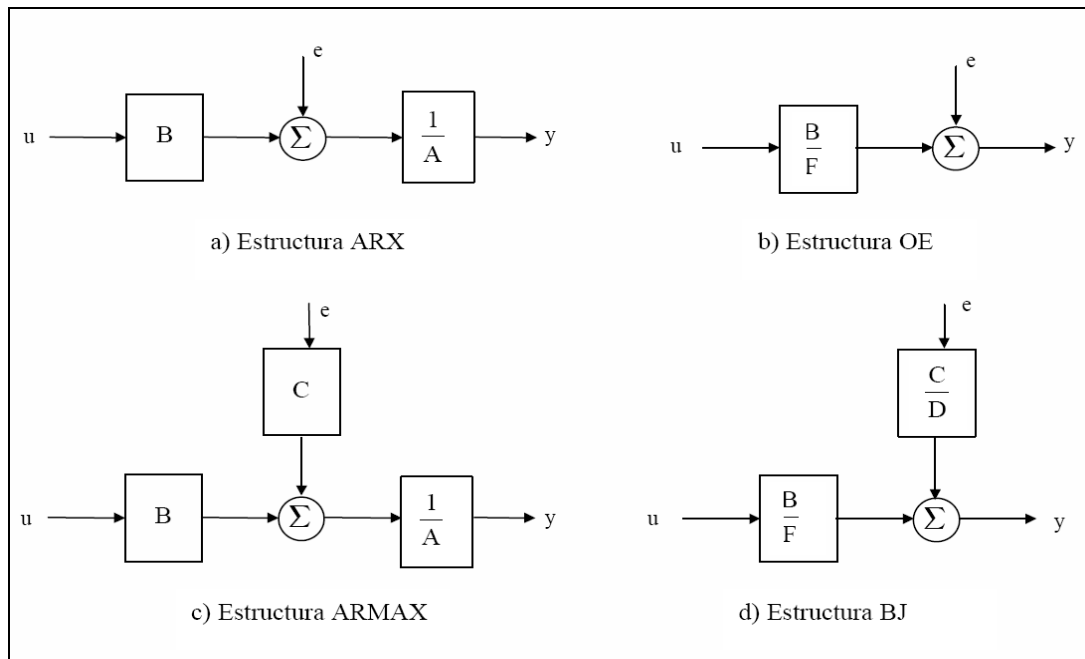 e
u
B
Σ
1
A
y
a) Estructura ARX
e
u
B
F
Σ
y
b) Estructura OE
e
C
u
B
Σ
1
A
y
c) Estructura ARMAX
e
C
D
u
B
F
Σ
y
d) Estructura BJ